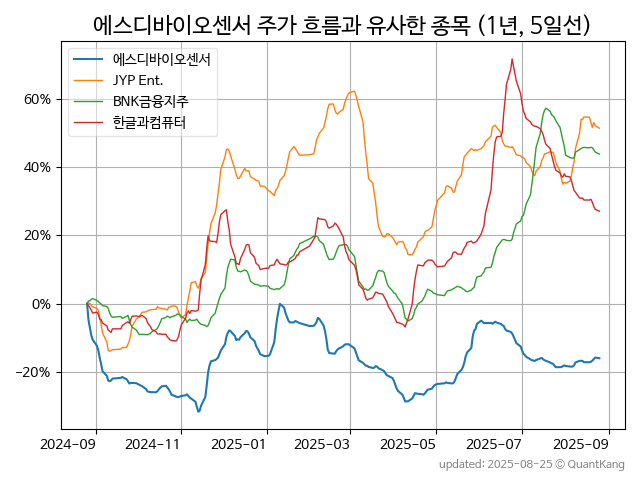 에스디바이오센서 주가 흐름과 유사한 종목 (1년, 5일선)
에스디바이오센서
JYP Ent.
BNK금융지주
한글과컴퓨터
60%
40%
20%
0%
−20%
2024-09 2024-11 2025-01 2025-03 2025-05 2025-07 2025-09
updated: 2025-08-25 © QuantKang